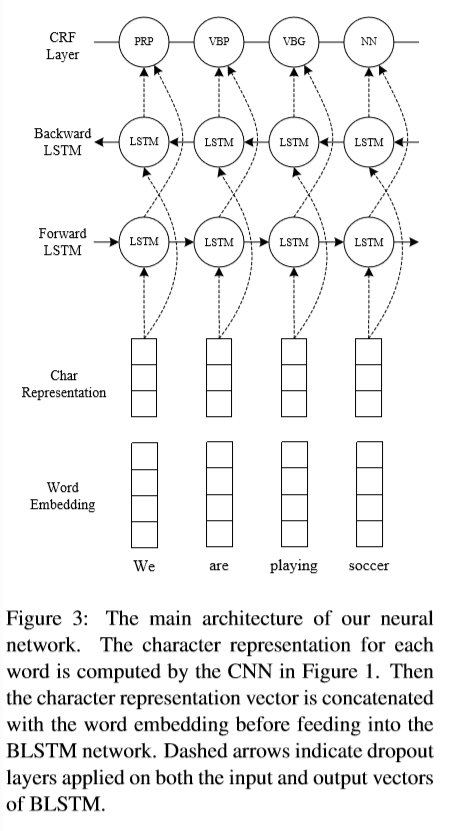 CRF
Layer
PRP
VBP
VBG
NN
Backward
LSTM
LSTM
LSTM
LSTM
LSTM
Forward
LSTM
LSTM
LSTM
LSTM
LSTM
Char
Representation
Word
Embedding
We
are
playing
soccer
Figure 3: The main architecture of our neural
network. The character representation for each
word is computed by the CNN in Figure 1. Then
the character representation vector is concatenated
with the word embedding before feeding into the
BLSTM network. Dashed arrows indicate dropout
layers applied on both the input and output vectors
of BLSTM.